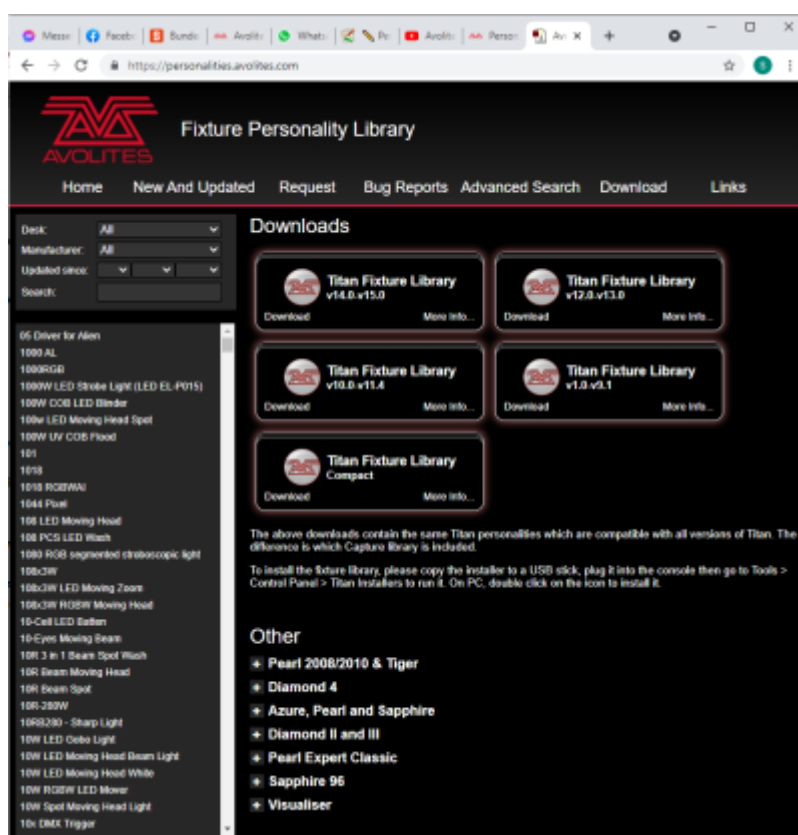 Messe
Faceb
Bundle
Avolite
Whats
Pe
Avolite
Person
Av
https://personalities.avolites.com
S
AVOLITES
Fixture Personality Library
Home New And Updated Request Bug Reports Advanced Search Download Links
Desk: All
Manufacturer: All
Updated since:
Search:
05 Driver for Alien
1000 AL
1000RGB
1000W LED Strobe Light (LED EL-P015)
100W COB LED Blinder
100w LED Moving Head Spot
100W UV COB Flood
101
1018
1018 RGBWAI
1044 Pixel
108 LED Moving Head
108 PCS LED Wash
1080 RGB segmented stroboscopic light
108x3W
108x3W LED Moving Zoom
108x3W RGBW Moving Head
10-Cell LED Batten
10-Eyes Moving Beam
10R 3 in 1 Beam Spot Wash
10R Beam Moving Head
10R Beam Spot
10R-280W
10RB280 - Sharp Light
10W LED Gobo Light
10W LED Moving Head Beam Light
10W LED Moving Head White
10W RGBW LED Mover
10W Spot Moving Head Light
10x DMX Trigger
Downloads
Titan Fixture Library
v14.0-v15.0
Download More Info...
Titan Fixture Library
v12.0-v13.0
Download More Info...
Titan Fixture Library
v10.0-v11.4
Download More Info...
Titan Fixture Library
v1.0-v9.1
Download More Info...
Titan Fixture Library
Compact
Download More Info...
The above downloads contain the same Titan personalities which are compatible with all versions of Titan. The
difference is which Capture library is included.
To install the fixture library, please copy the installer to a USB stick, plug it into the console then go to Tools >
Control Panel > Titan Installers to run it. On PC, double click on the icon to install it.
Other
+ Pearl 2008/2010 & Tiger
+ Diamond 4
+ Azure, Pearl and Sapphire
+ Diamond II and III
+ Pearl Expert Classic
+ Sapphire 96
+ Visualiser